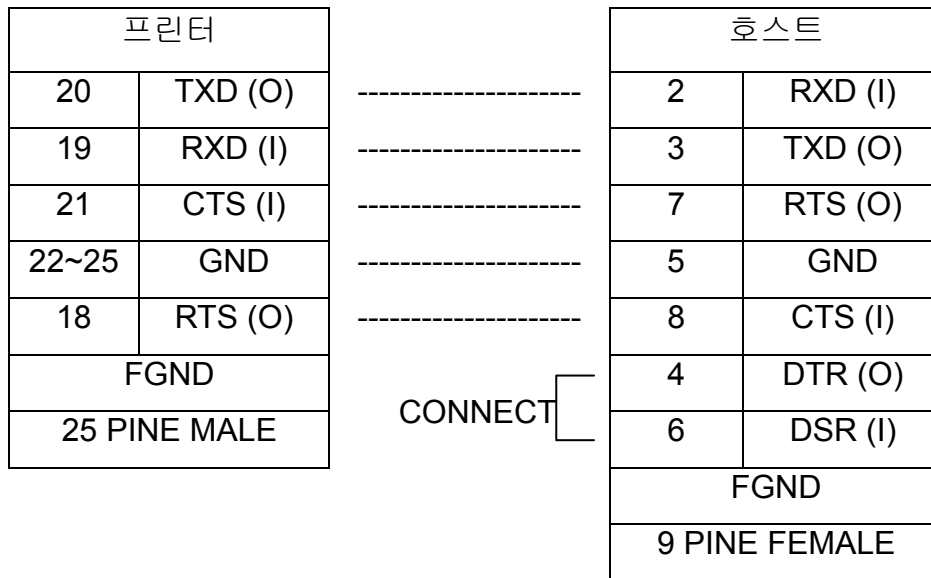 프린터 호스트
20 TXD (O) --------------------- 2 RXD (I)
19 RXD (I) --------------------- 3 TXD (O)
21 CTS (I) --------------------- 7 RTS (O)
22~25 GND --------------------- 5 GND
18 RTS (O) --------------------- 8 CTS (I)
FGND 4 DTR (O)
CONNECT
25 PINE MALE 6 DSR (I)
FGND
9 PINE FEMALE